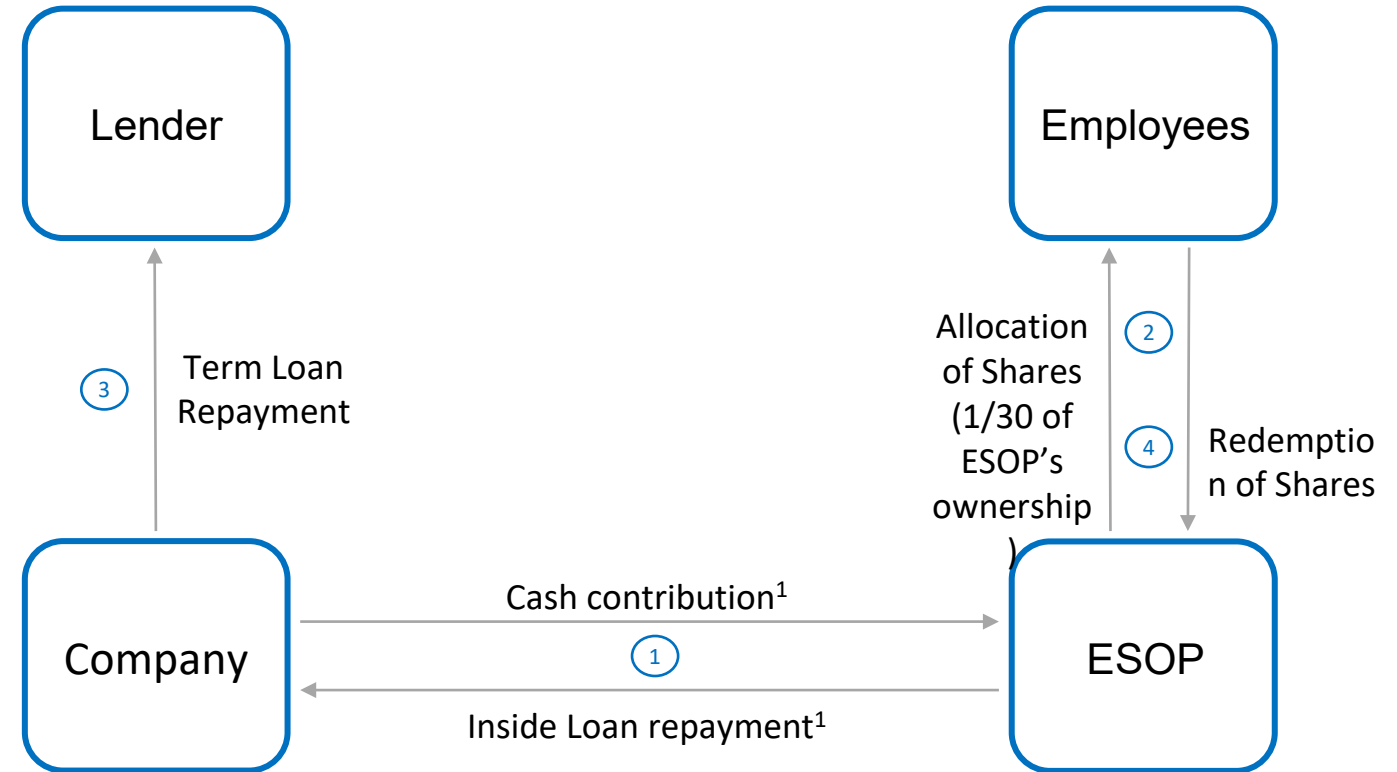 Lender
Employees
Allocation
of Shares
(1/30 of
ESOP’s
ownership
)
2
4
Redemptio
n of Shares
3
Term Loan
Repayment
Cash contribution¹
1
Inside Loan repayment¹
Company
ESOP